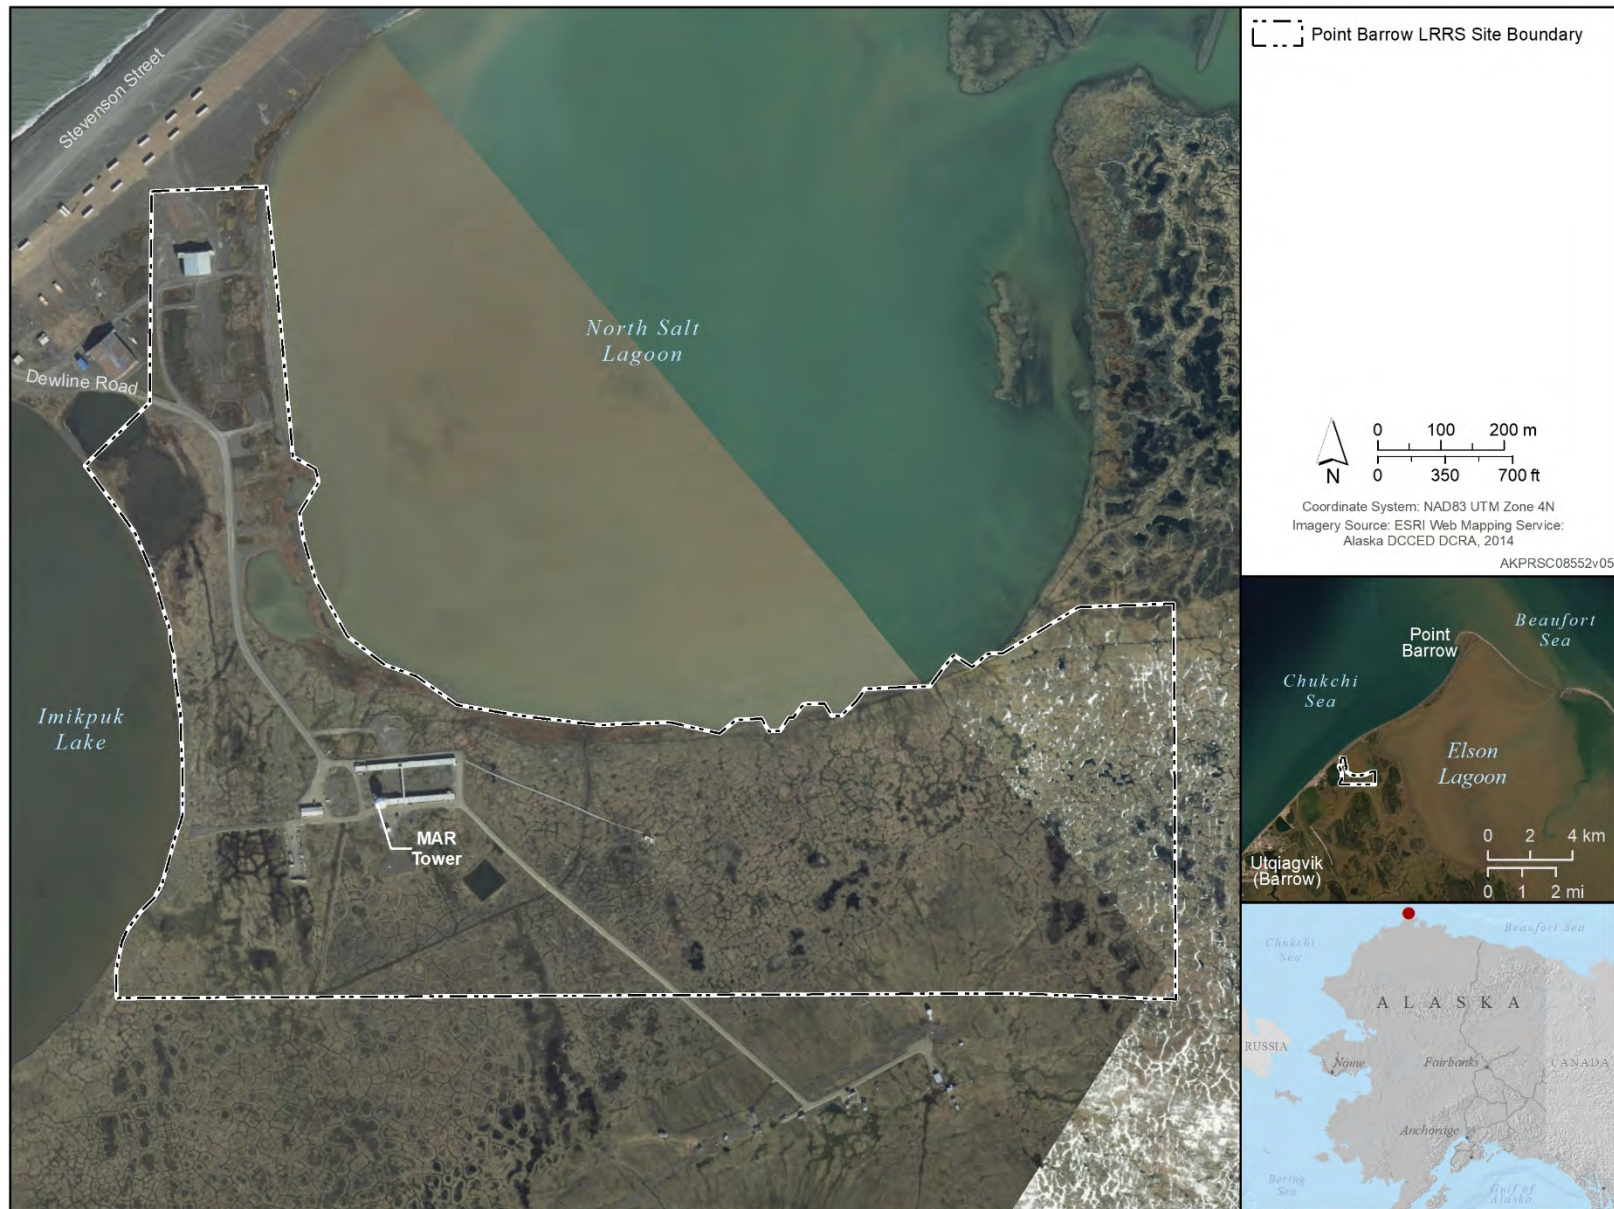 Stevenson Street
North Salt
Lagoon
Dewline Road
Imikpuk
Lake
MAR
Tower
Point Barrow LRRS Site Boundary
0 100 200 m
0 350 700 ft
N
Coordinate System: NAD83 UTM Zone 4N
Imagery Source: ESRI Web Mapping Service:
Alaska DCCED DCRA, 2014
AKPRSC08552v05
Point
Barrow
Beaufort
Sea
Chukchi
Sea
Elson
Lagoon
0 2 4 km
Utqiagvik
(Barrow)
0 1 2 mi
Chukchi
Sea
Beaufort Sea
ALASKA
RUSSIA
Nome
Fairbanks
CANADA
Anchorage
Bering
Sea
Gulf of
Alaska